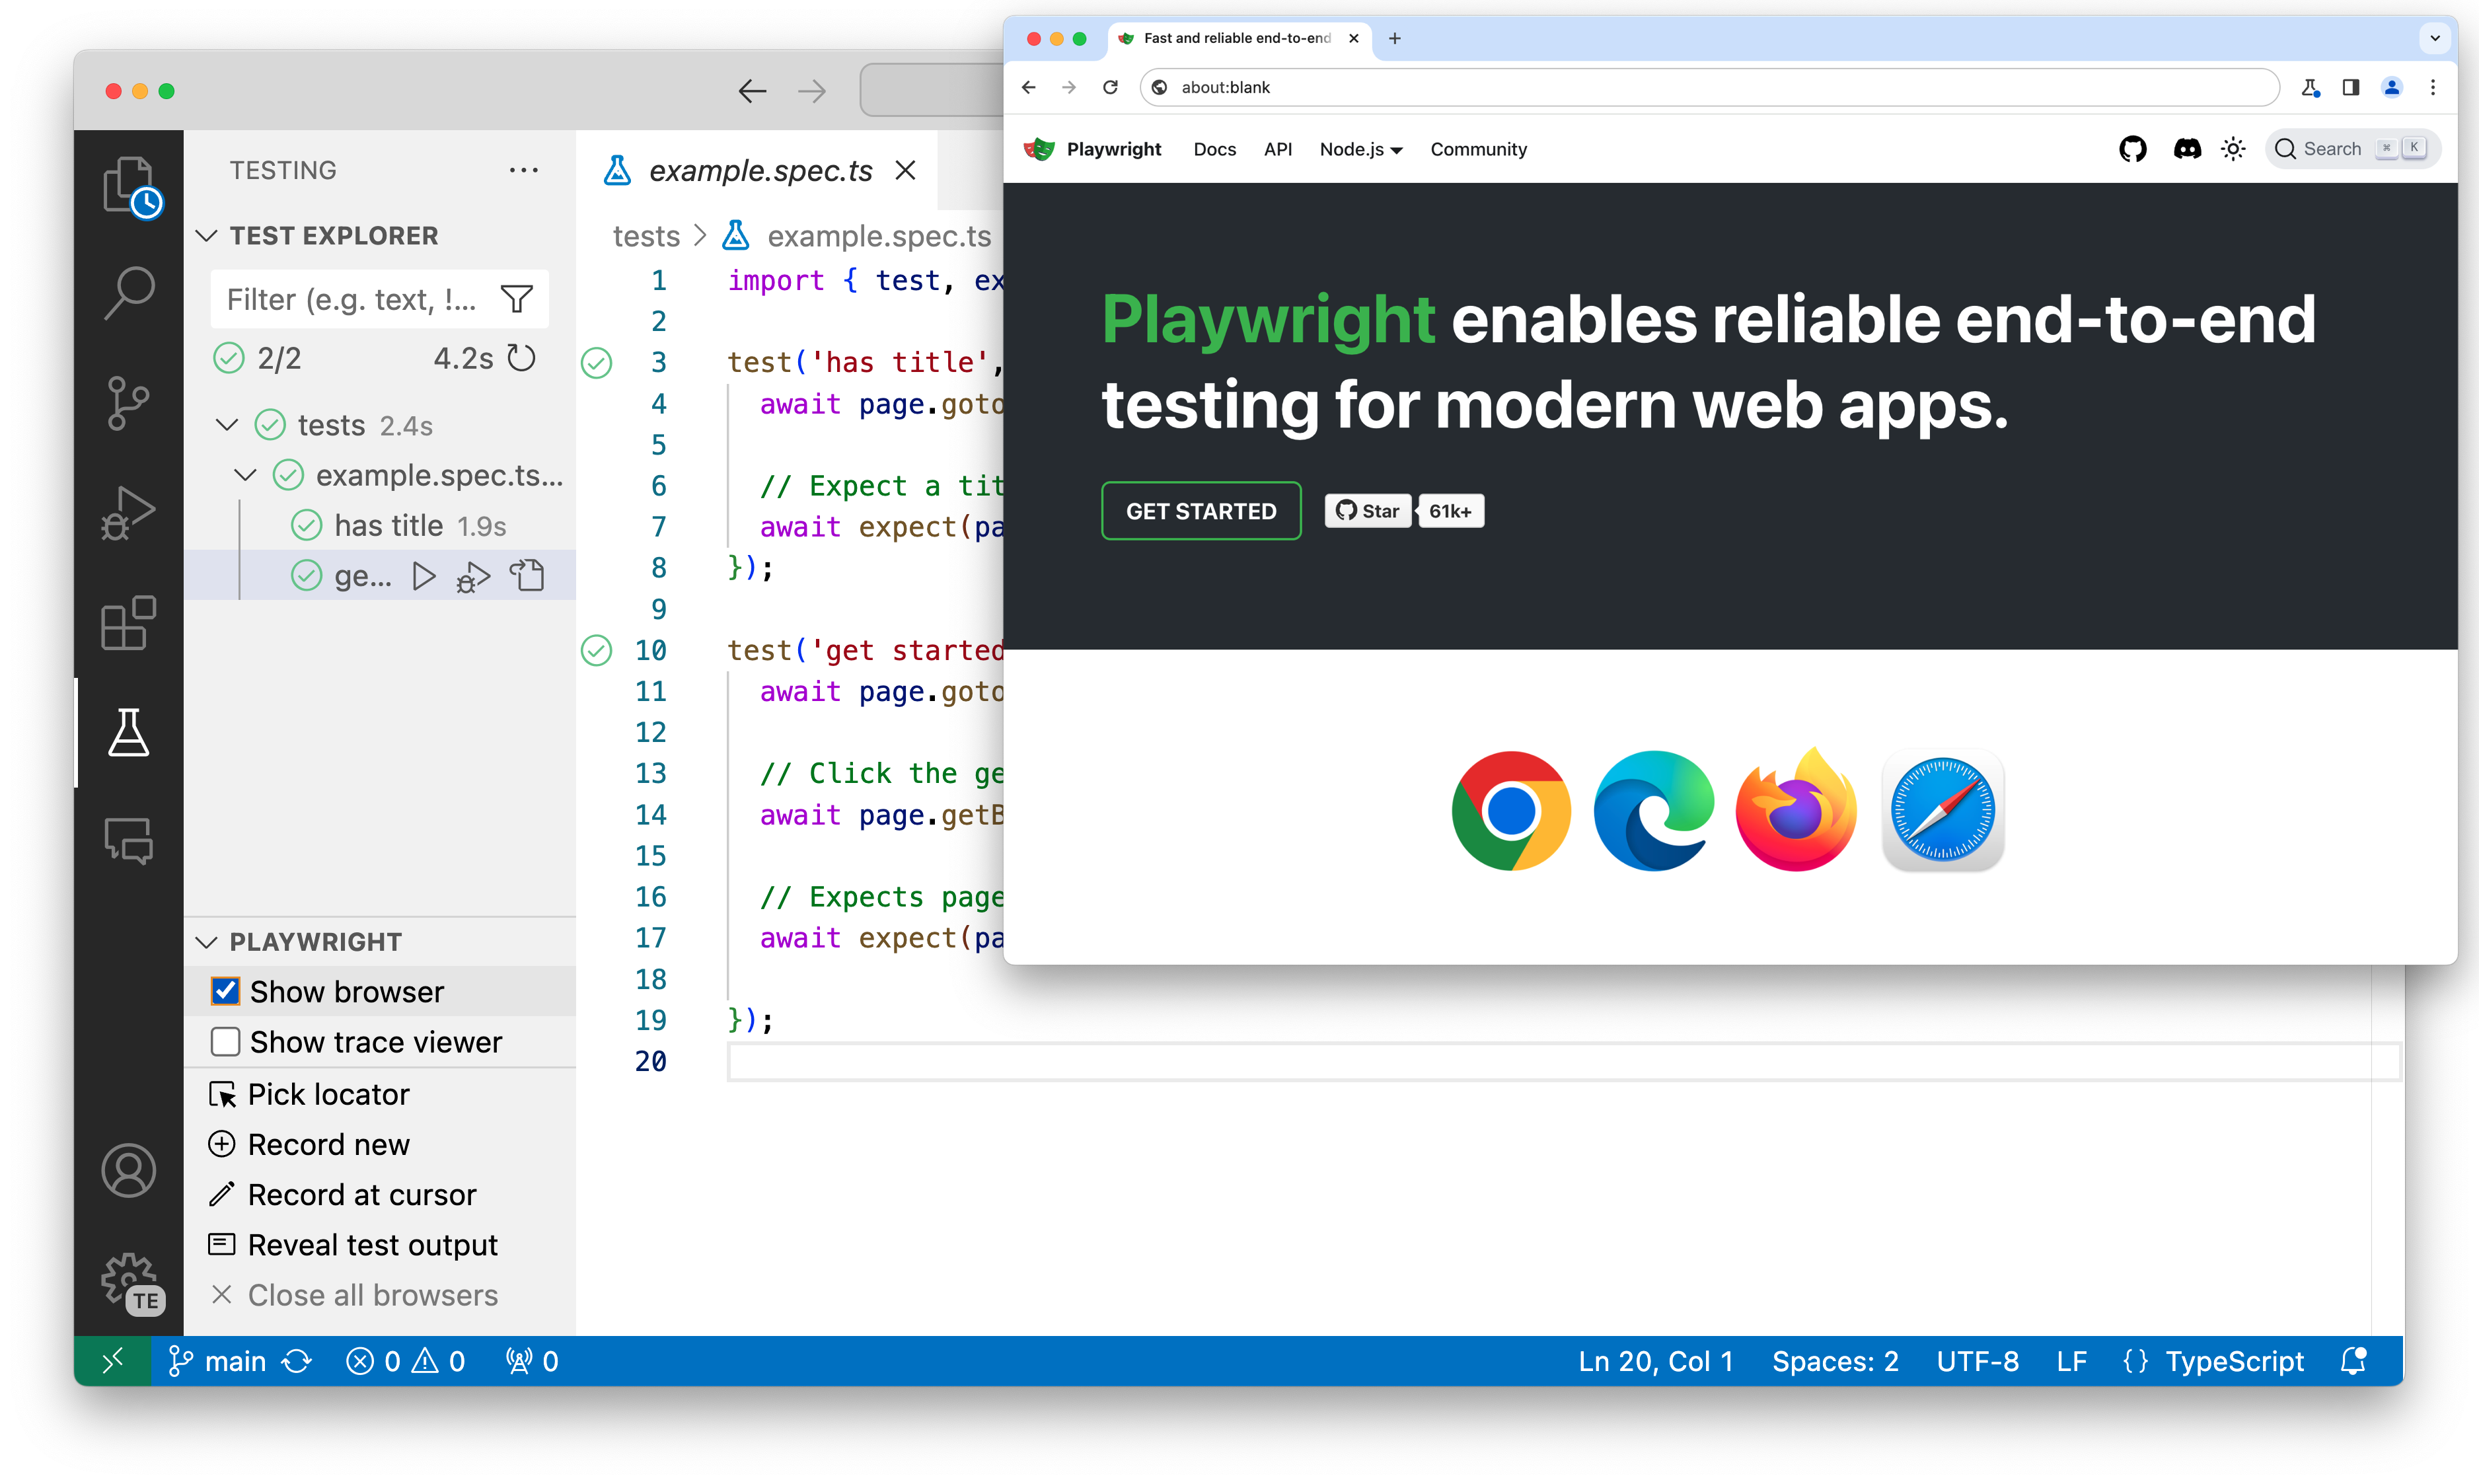 Fast and reliable end-to-end
about:blank
Playwright Docs API Node.js Community
Search ⌘ K
Playwright enables reliable end-to-end
testing for modern web apps.
GET STARTED
Star 61k+
TESTING
TEST EXPLORER
Filter (e.g. text, !...
2/2 4.2s
tests 2.4s
example.spec.ts...
has title 1.9s
ge...
PLAYWRIGHT
Show browser
Show trace viewer
Pick locator
Record new
Record at cursor
Reveal test output
Close all browsers
TE
example.spec.ts
tests > example.spec.ts
1 import { test, ex
2
3 test('has title',
4 await page.goto
5
6 // Expect a tit
7 await expect(pa
8 });
9
10 test('get started
11 await page.goto
12
13 // Click the ge
14 await page.getB
15
16 // Expects page
17 await expect(pa
18
19 });
20
main 0 0 0
Ln 20, Col 1 Spaces: 2 UTF-8 LF {} TypeScript